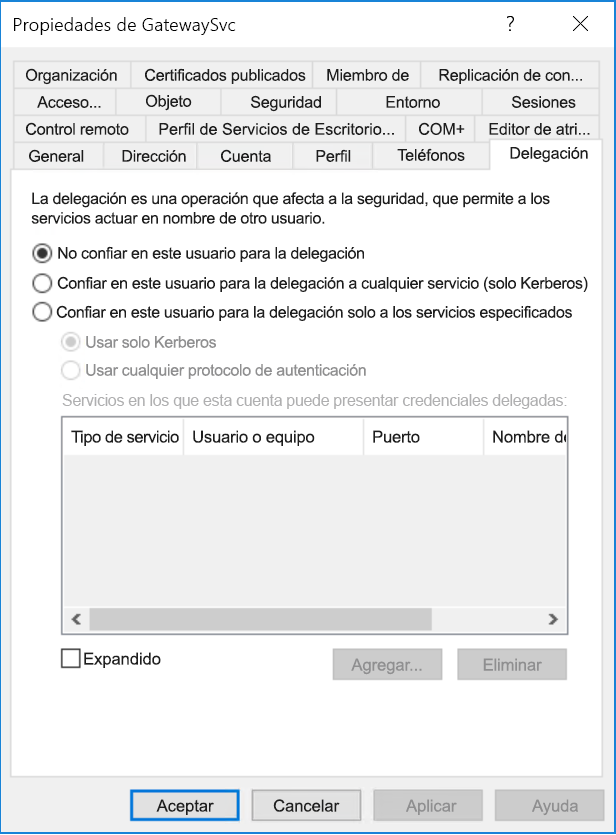 Propiedades de GatewaySvc ?
Organización Certificados publicados Miembro de Replicación de con...
Acceso... Objeto Seguridad Entorno Sesiones
Control remoto Perfil de Servicios de Escritorio... COM+ Editor de atri...
General Dirección Cuenta Perfil Teléfonos Delegación
La delegación es una operación que afecta a la seguridad, que permite a los
servicios actuar en nombre de otro usuario.
No confiar en este usuario para la delegación
Confiar en este usuario para la delegación a cualquier servicio (solo Kerberos)
Confiar en este usuario para la delegación solo a los servicios especificados
Usar solo Kerberos
Usar cualquier protocolo de autenticación
Servicios en los que esta cuenta puede presentar credenciales delegadas:
Tipo de servicio Usuario o equipo Puerto Nombre de
Expandido Agregar... Eliminar
Aceptar Cancelar Aplicar Ayuda